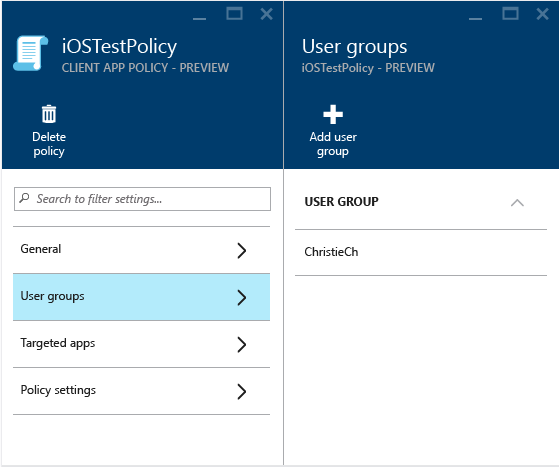 iOSTestPolicy
CLIENT APP POLICY - PREVIEW
Delete
policy
Search to filter settings...
General
User groups
Targeted apps
Policy settings
User groups
iOSTestPolicy - PREVIEW
Add user
group
USER GROUP
ChristieCh